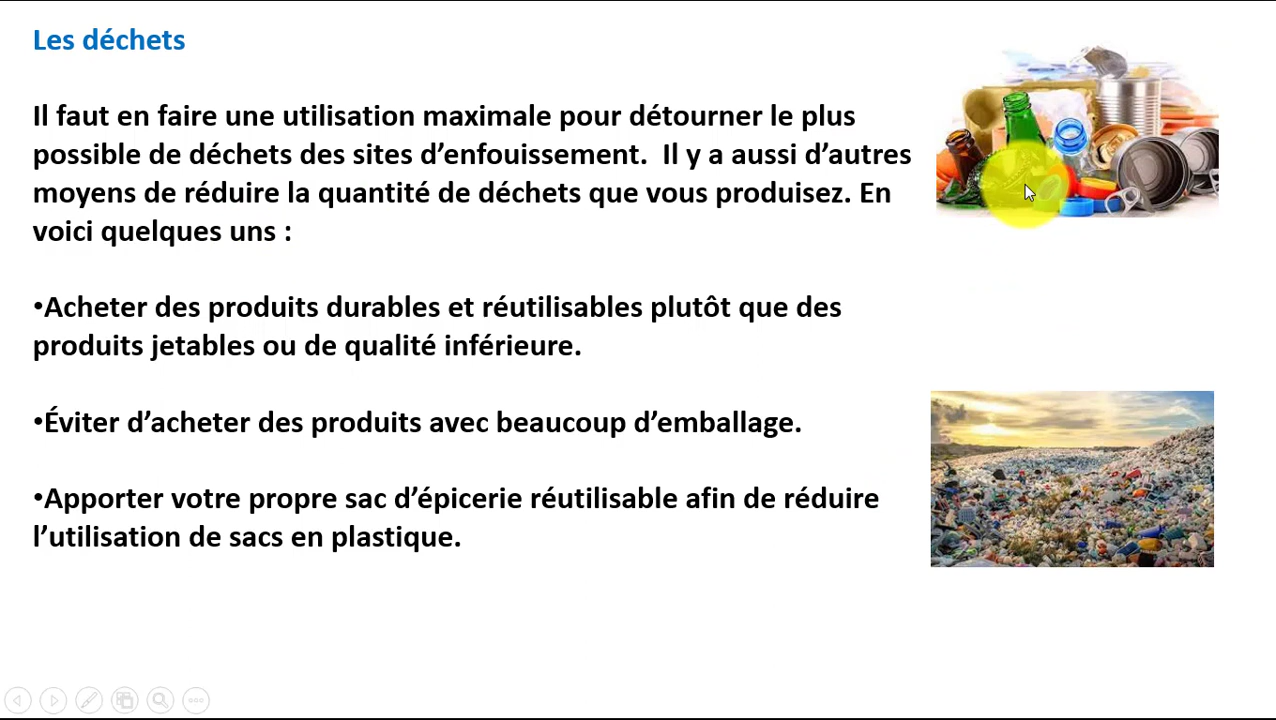 Les déchets
Il faut en faire une utilisation maximale pour détourner le plus
possible de déchets des sites d’enfouissement.  Il y a aussi d’autres
moyens de réduire la quantité de déchets que vous produisez. En
voici quelques uns :
•Acheter des produits durables et réutilisables plutôt que des
produits jetables ou de qualité inférieure.
•Éviter d’acheter des produits avec beaucoup d’emballage.
•Apporter votre propre sac d’épicerie réutilisable afin de réduire
l’utilisation de sacs en plastique.